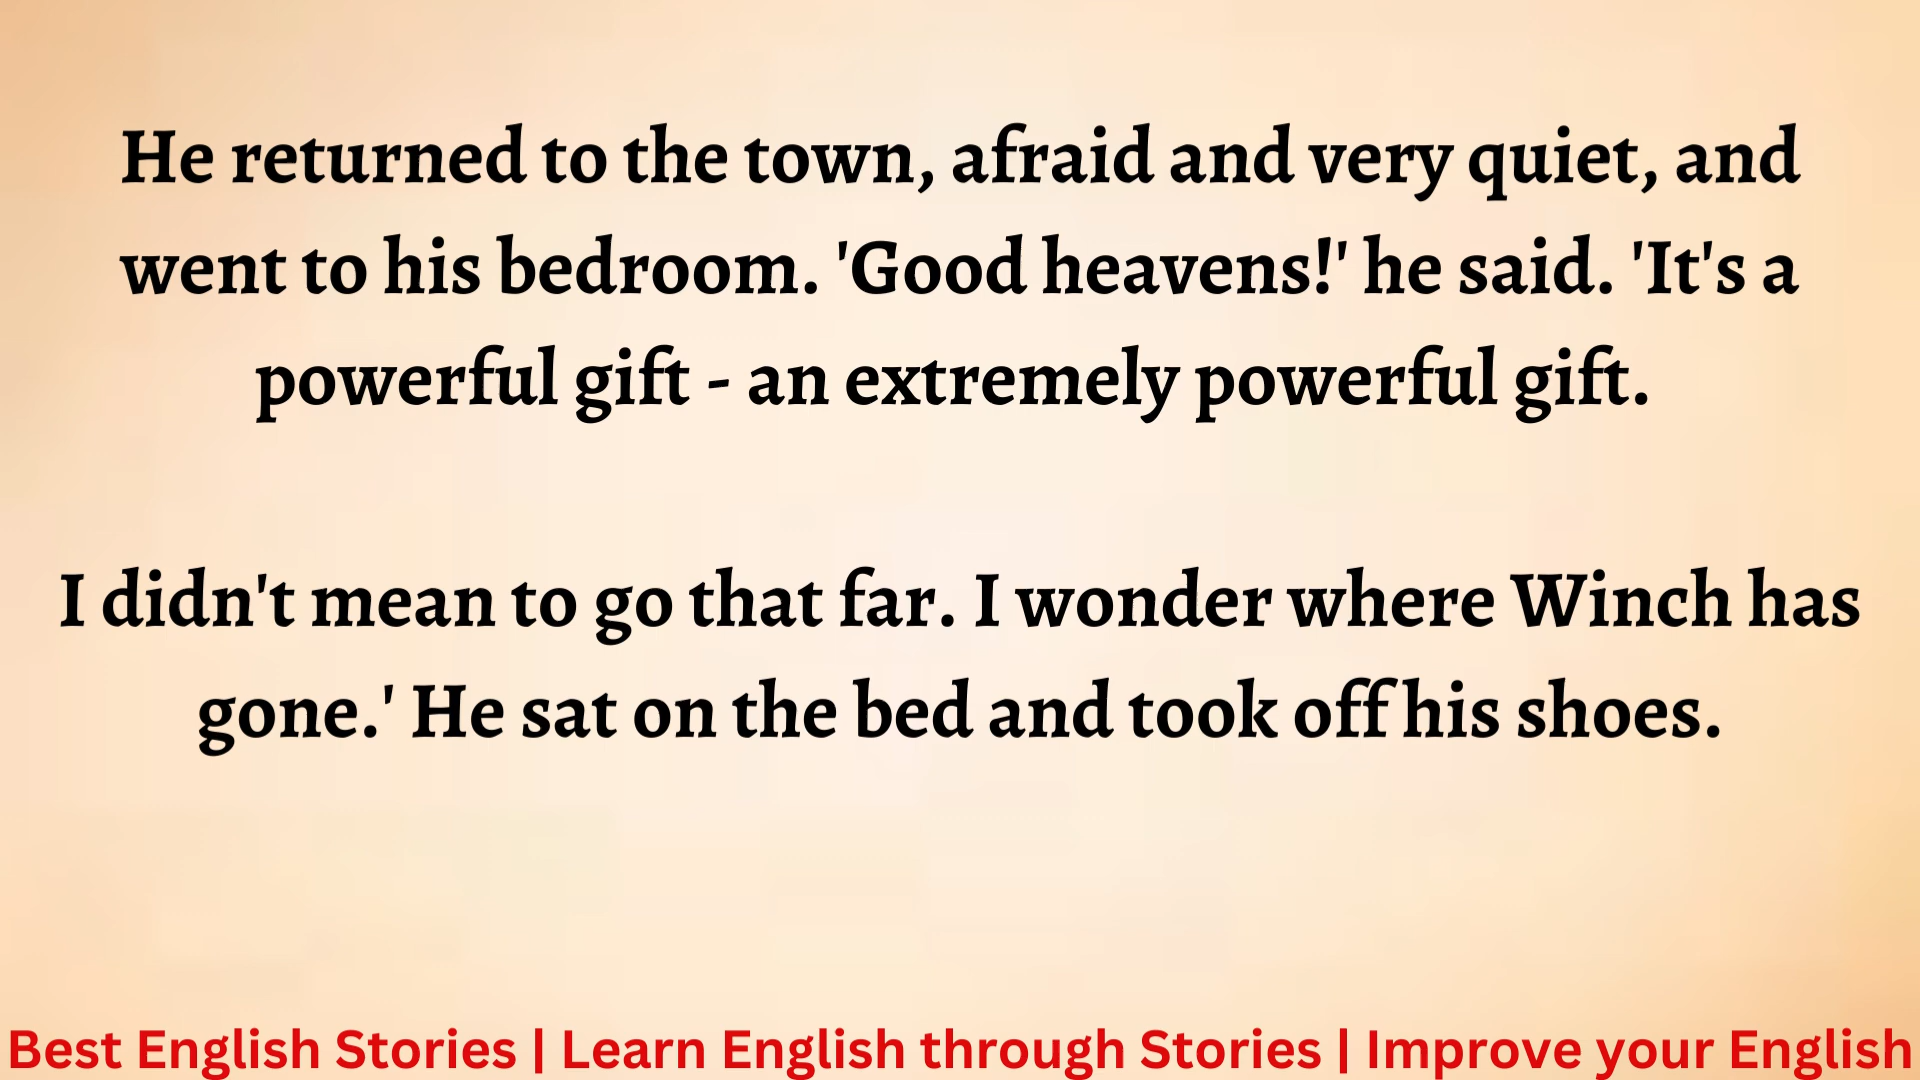 He returned to the town, afraid and very quiet, and
went to his bedroom. 'Good heavens!' he said. 'It's a
powerful gift - an extremely powerful gift.
I didn't mean to go that far. I wonder where Winch has
gone.' He sat on the bed and took off his shoes.
Best English Stories | Learn English through Stories | Improve your English